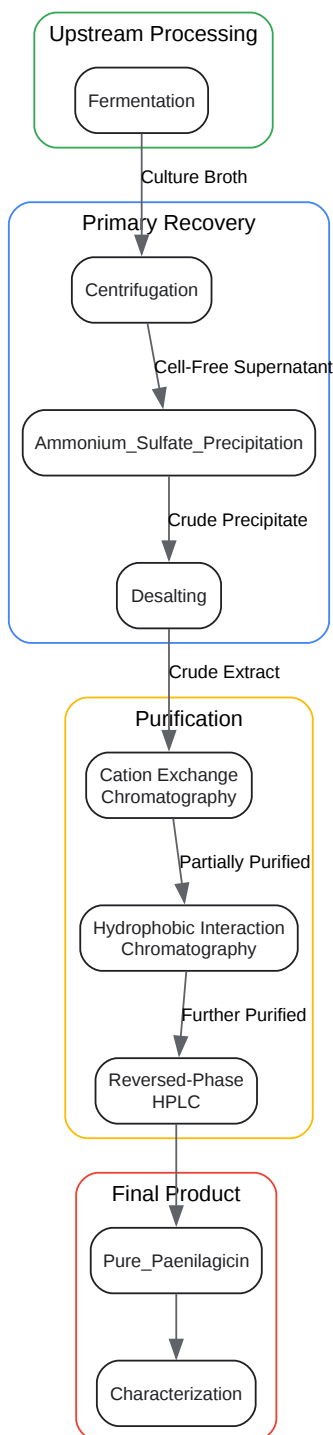 Upstream Processing
Fermentation
Culture Broth
Primary Recovery
Centrifugation
Cell-Free Supernatant
Ammonium_Sulfate_Precipitation
Crude Precipitate
Desalting
Crude Extract
Purification
Cation Exchange
Chromatography
Partially Purified
Hydrophobic Interaction
Chromatography
Further Purified
Reversed-Phase
HPLC
Final Product
Pure_Paenilagicin
Characterization